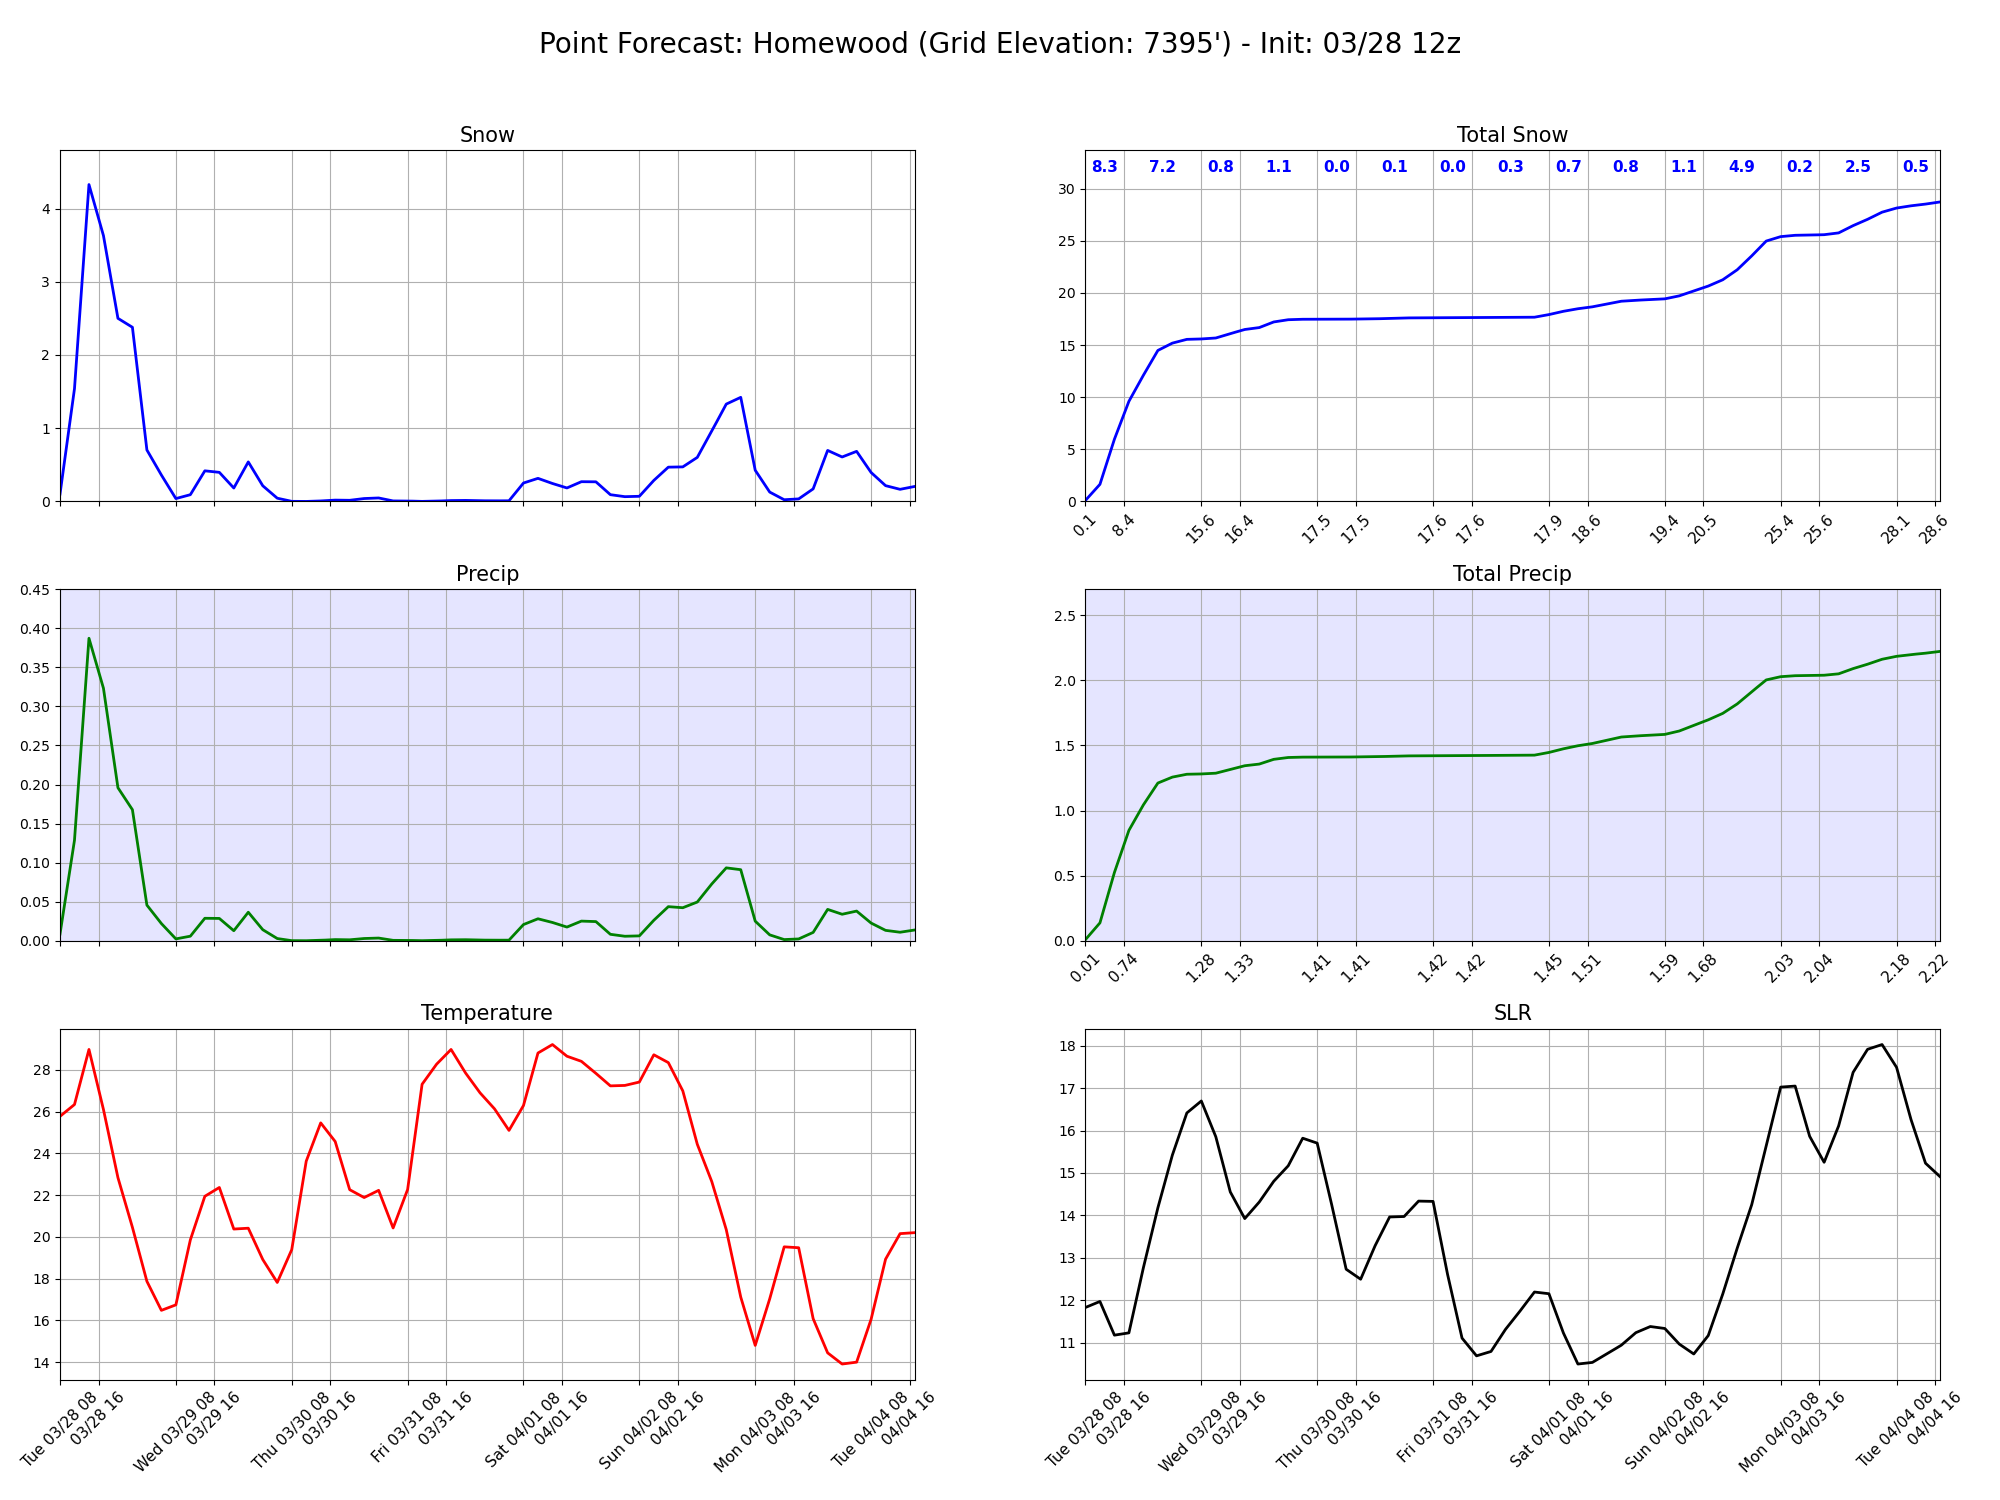 Point Forecast: Homewood (Grid Elevation: 7395') - Init: 03/28 12z
Snow
4
3
2
1
0
Total Snow
8.3 7.2 0.8 1.1 0.0 0.1 0.0 0.3 0.7 0.8 1.1 4.9 0.2 2.5 0.5
30
25
20
15
10
5
0
0.1 8.4 15.6 16.4 17.5 17.5 17.6 17.6 17.9 18.6 19.4 20.5 25.4 25.6 28.1 28.6
Precip
0.45
0.40
0.35
0.30
0.25
0.20
0.15
0.10
0.05
0.00
Total Precip
2.5
2.0
1.5
1.0
0.5
0.0
0.01 0.74 1.28 1.33 1.41 1.41 1.42 1.42 1.45 1.51 1.59 1.68 2.03 2.04 2.18 2.22
Temperature
28
26
24
22
20
18
16
14
Tue 03/28 08
03/28 16
Wed 03/29 08
03/29 16
Thu 03/30 08
03/30 16
Fri 03/31 08
03/31 16
Sat 04/01 08
04/01 16
Sun 04/02 08
04/02 16
Mon 04/03 08
04/03 16
Tue 04/04 08
04/04 16
SLR
18
17
16
15
14
13
12
11
Tue 03/28 08
03/28 16
Wed 03/29 08
03/29 16
Thu 03/30 08
03/30 16
Fri 03/31 08
03/31 16
Sat 04/01 08
04/01 16
Sun 04/02 08
04/02 16
Mon 04/03 08
04/03 16
Tue 04/04 08
04/04 16